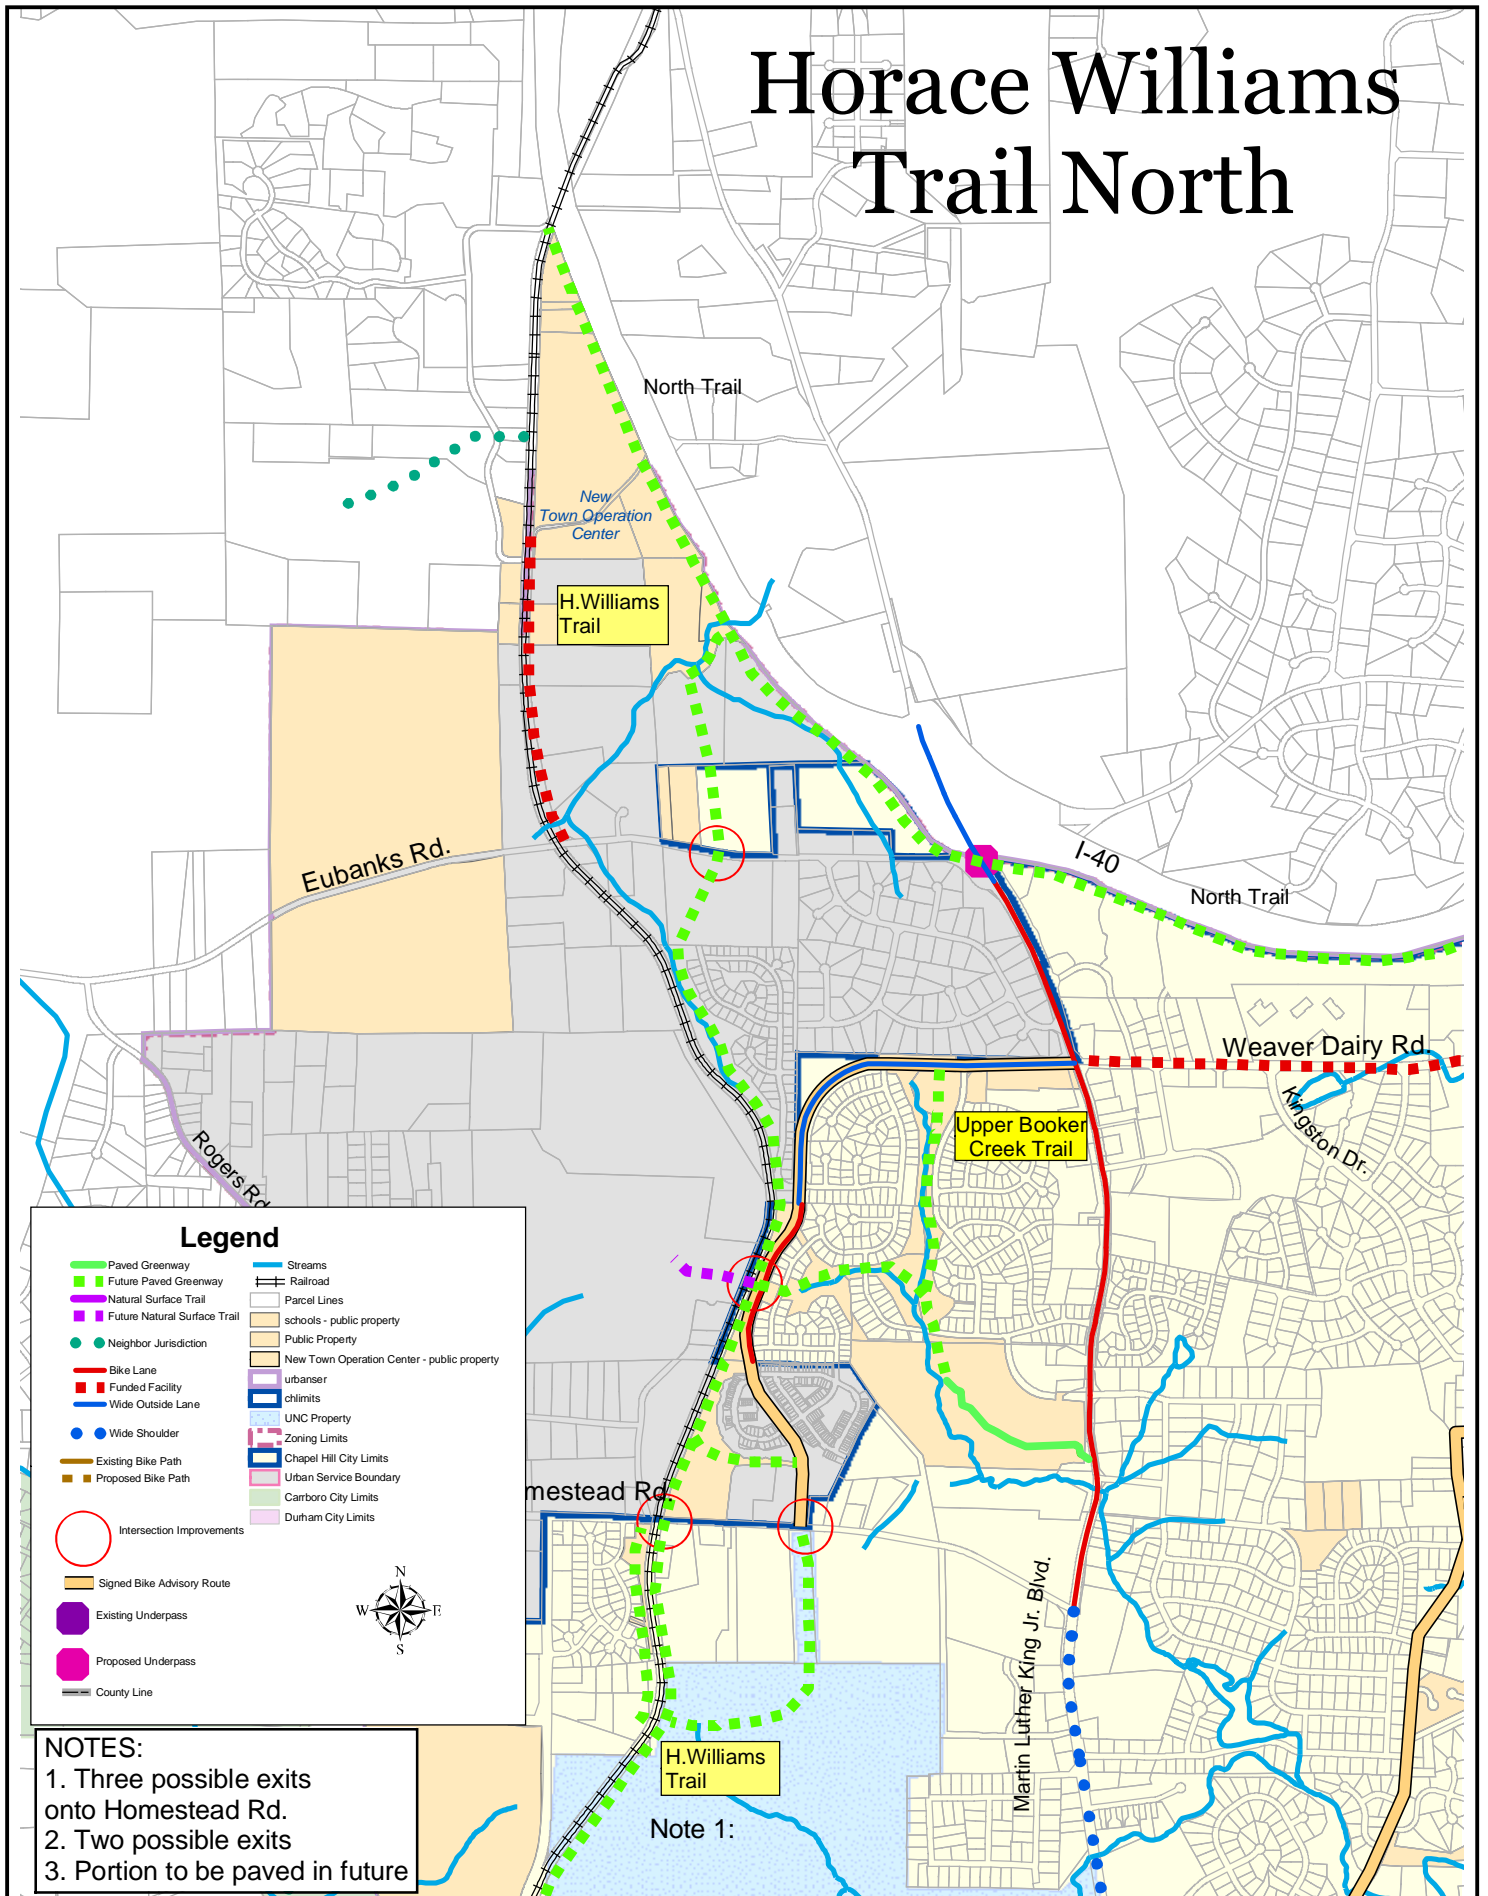 Horace Williams
Trail North
North Trail
New
Town Operation
Center
H.Williams
Trail
Eubanks Rd.
I-40
North Trail
Weaver Dairy Rd.
Kingston Dr.
Upper Booker
Creek Trail
Rogers Rd
mestead Rd.
Martin Luther King Jr. Blvd.
H.Williams
Trail
Note 1:
Legend
Paved Greenway
Future Paved Greenway
Natural Surface Trail
Future Natural Surface Trail
Neighbor Jurisdiction
Bike Lane
Funded Facility
Wide Outside Lane
Wide Shoulder
Existing Bike Path
Proposed Bike Path
Intersection Improvements
Signed Bike Advisory Route
Existing Underpass
Proposed Underpass
County Line
Streams
Railroad
Parcel Lines
schools - public property
Public Property
New Town Operation Center - public property
urbanser
chlimits
UNC Property
Zoning Limits
Chapel Hill City Limits
Urban Service Boundary
Carrboro City Limits
Durham City Limits
N
W E
S
NOTES:
1. Three possible exits
onto Homestead Rd.
2. Two possible exits
3. Portion to be paved in future